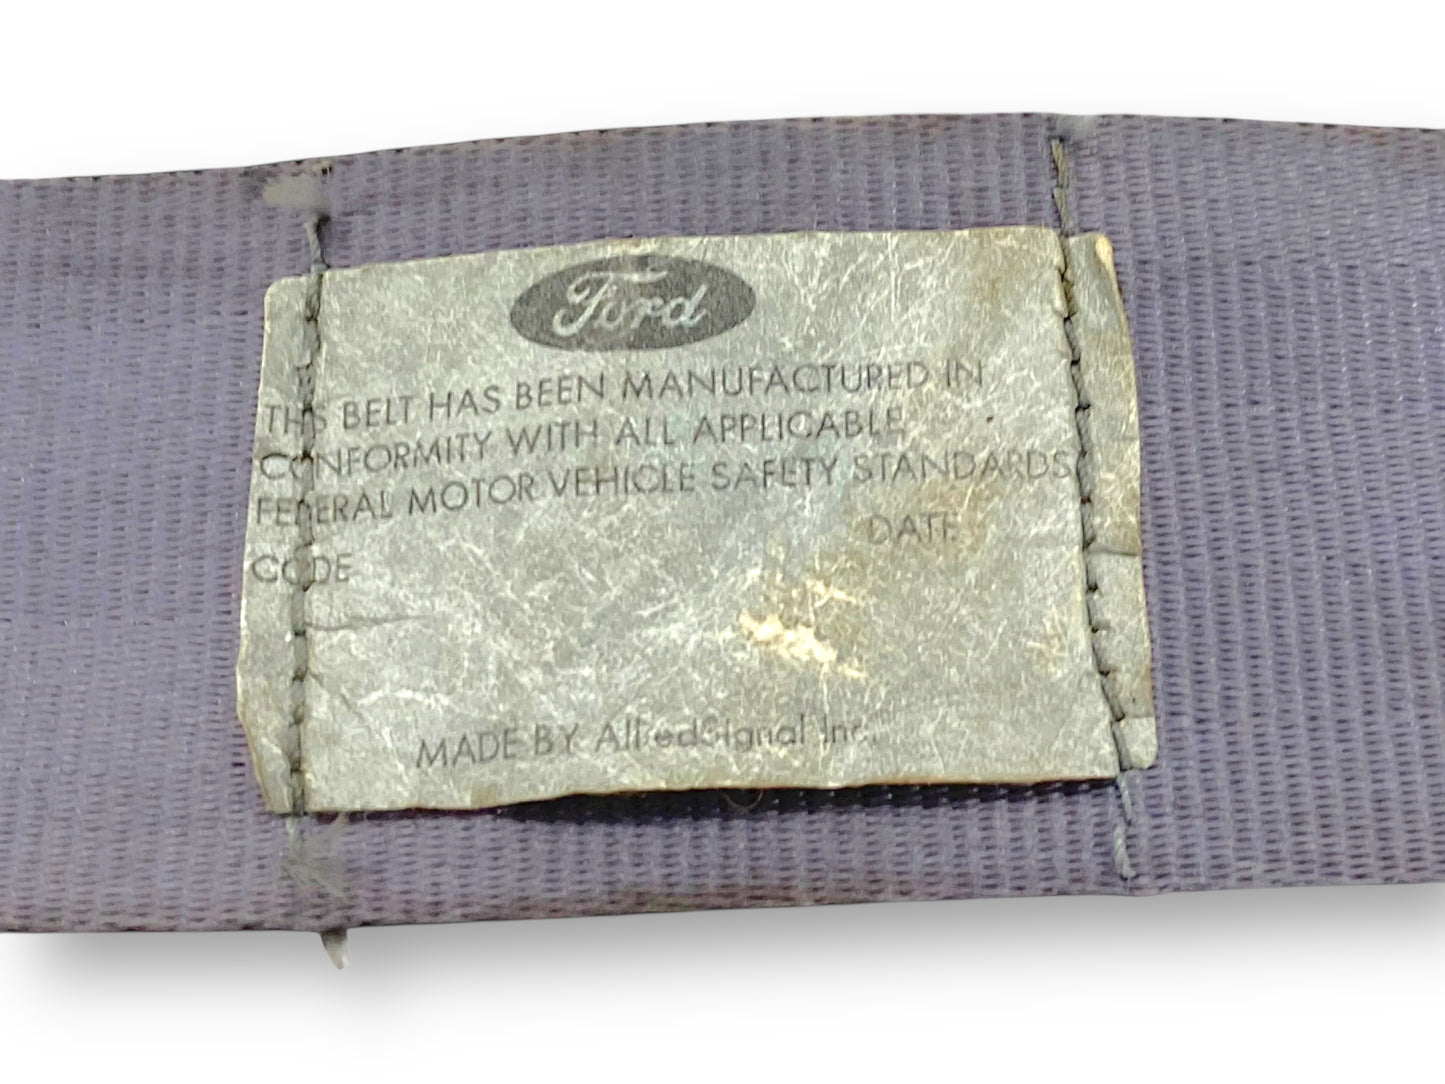 Ford
THIS BELT HAS BEEN MANUFACTURED IN
CONFORMITY WITH ALL APPLICABLE
FEDERAL MOTOR VEHICLE SAFETY STANDARDS
DATE
CODE
MADE BY AlliedSignal Inc.